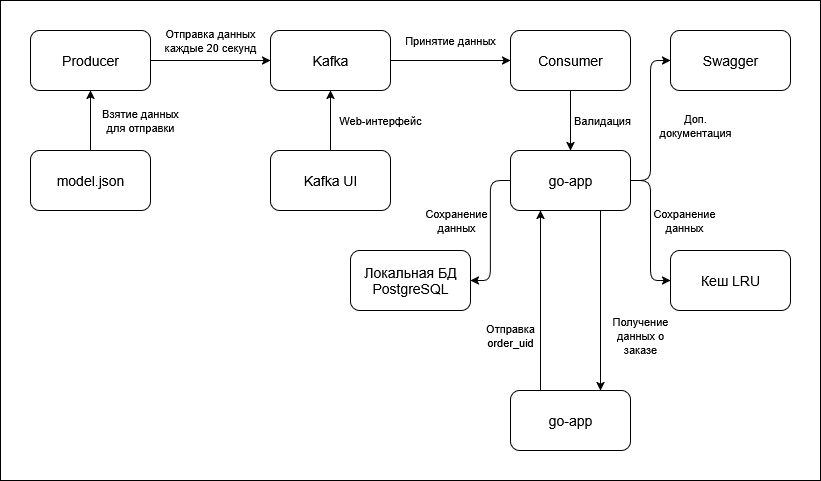 Отправка данных
каждые 20 секунд
Принятие данных
Producer
Kafka
Consumer
Swagger
Взятие данных
для отправки
Web-интерфейс
Валидация
Доп.
документация
model.json
Kafka UI
go-app
Сохранение
данных
Сохранение
данных
Локальная БД
PostgreSQL
Кеш LRU
Отправка
order_uid
Получение
данных о
заказе
go-app